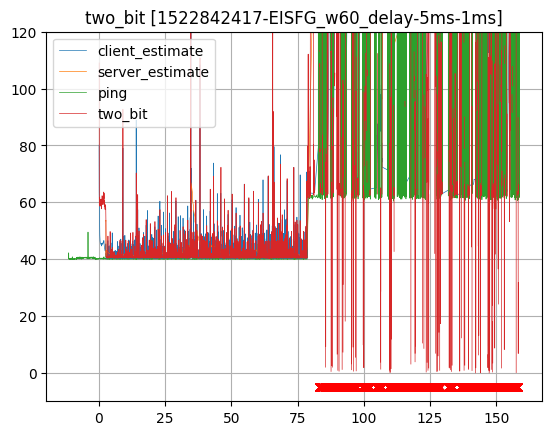 two_bit [1522842417-EISFG_w60_delay-5ms-1ms]
120
100
80
60
40
20
0
client_estimate
server_estimate
ping
two_bit
0
25
50
75
100
125
150